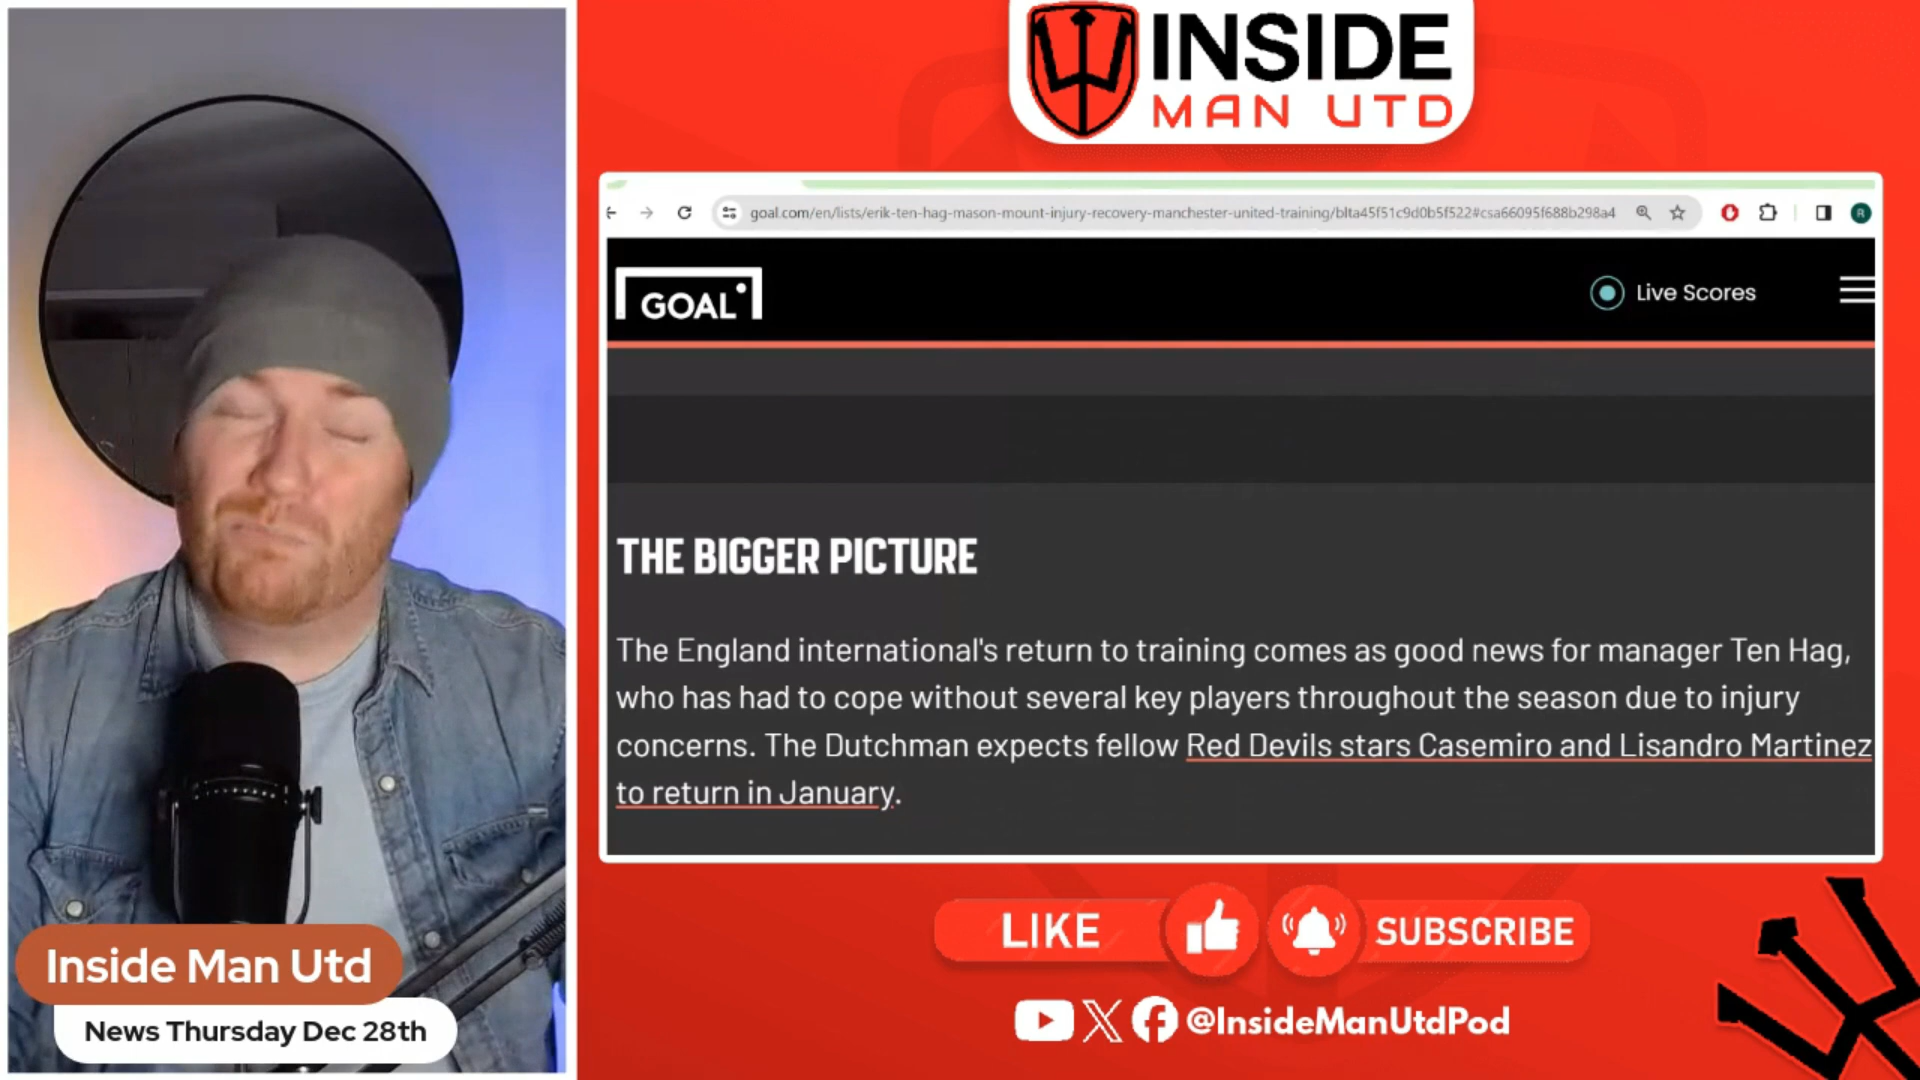 INSIDE
MAN UTD
goal.com/en/lists/erik-ten-hag-mason-mount-injury-recovery-manchester-united-training/blta45f51c9d0b5f522#csa66095f688b298a4
R
GOAL
Live Scores
THE BIGGER PICTURE
The England international's return to training comes as good news for manager Ten Hag,
who has had to cope without several key players throughout the season due to injury
concerns. The Dutchman expects fellow Red Devils stars Casemiro and Lisandro Martinez
to return in January.
LIKE
SUBSCRIBE
@InsideManUtdPod
Inside Man Utd
News Thursday Dec 28th